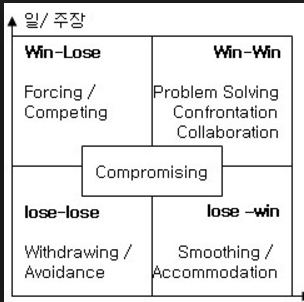 일/ 주장
Win-Lose
Forcing /
Competing
Win-Win
Problem Solving
Confrontation
Collaboration
Compromising
lose-lose
Withdrawing /
Avoidance
lose -win
Smoothing /
Accommodation